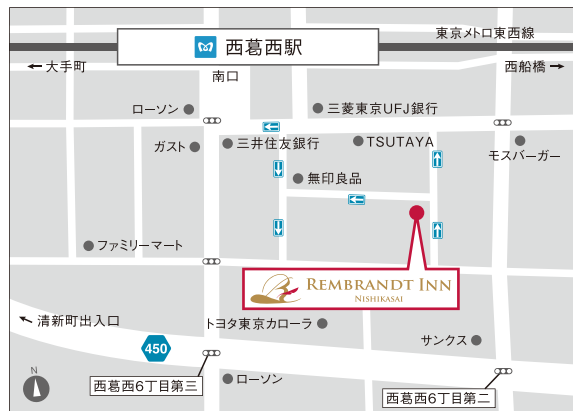 東京メトロ東西線
西葛西駅
← 大手町
西船橋 →
南口
ローソン
三菱東京UFJ銀行
ガスト
三井住友銀行
TSUTAYA
モスバーガー
無印良品
ファミリーマート
REMBRANDT INN
NISHIKASAI
清新町出入口
トヨタ東京カローラ
サンクス
450
N
西葛西6丁目第三
ローソン
西葛西6丁目第二